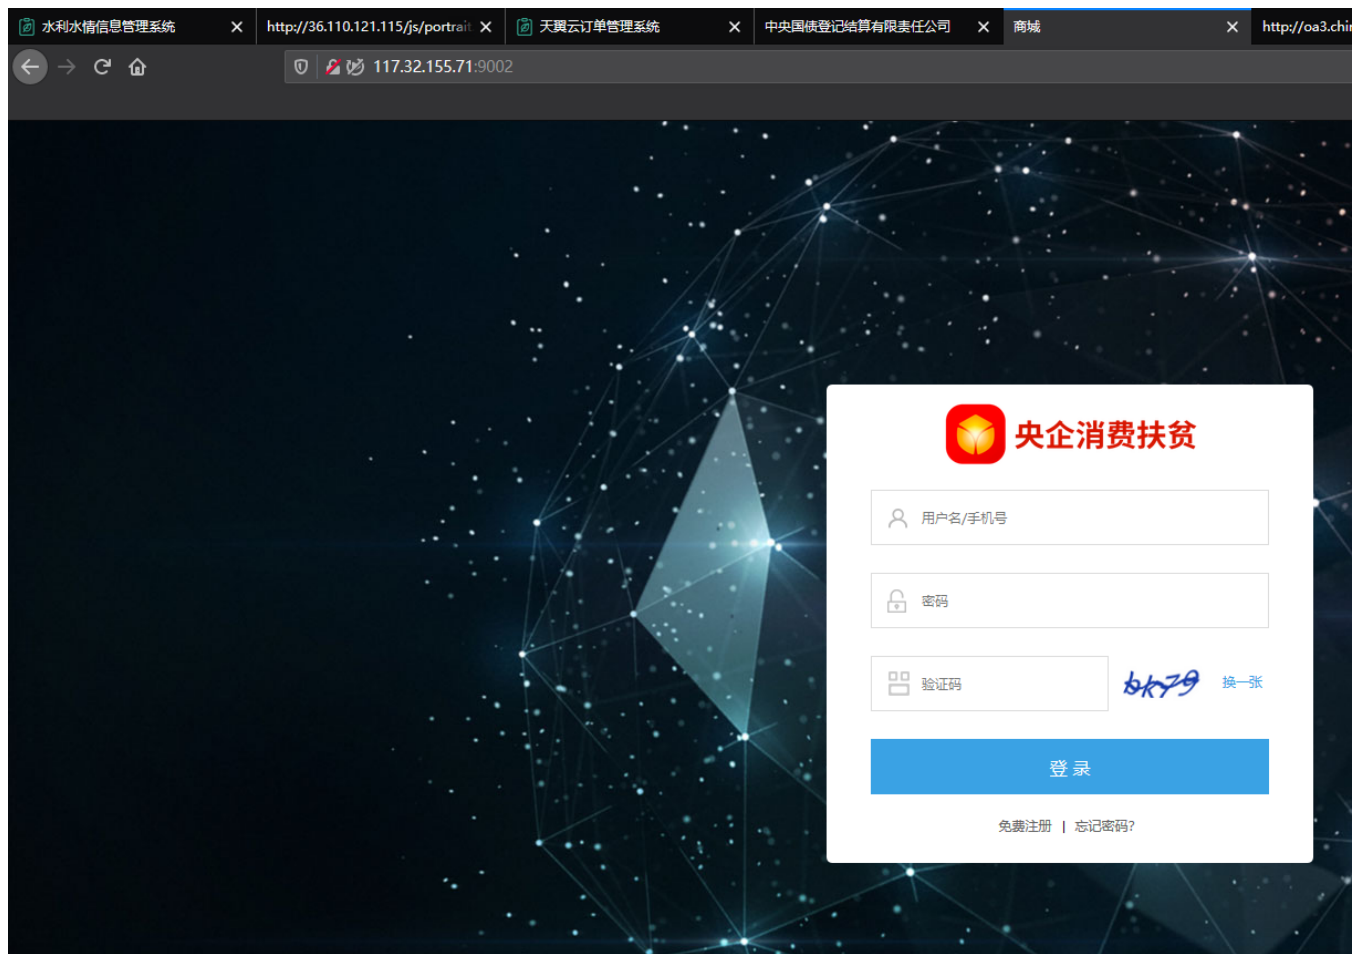 水利水情信息管理系统
http://36.110.121.115/js/portrait
天翼云订单管理系统
中央国债登记结算有限责任公司
商城
http://oa3.chin
117.32.155.71:9002
央企消费扶贫
用户名/手机号
密码
验证码
bk79
换一张
登录
免费注册 | 忘记密码?